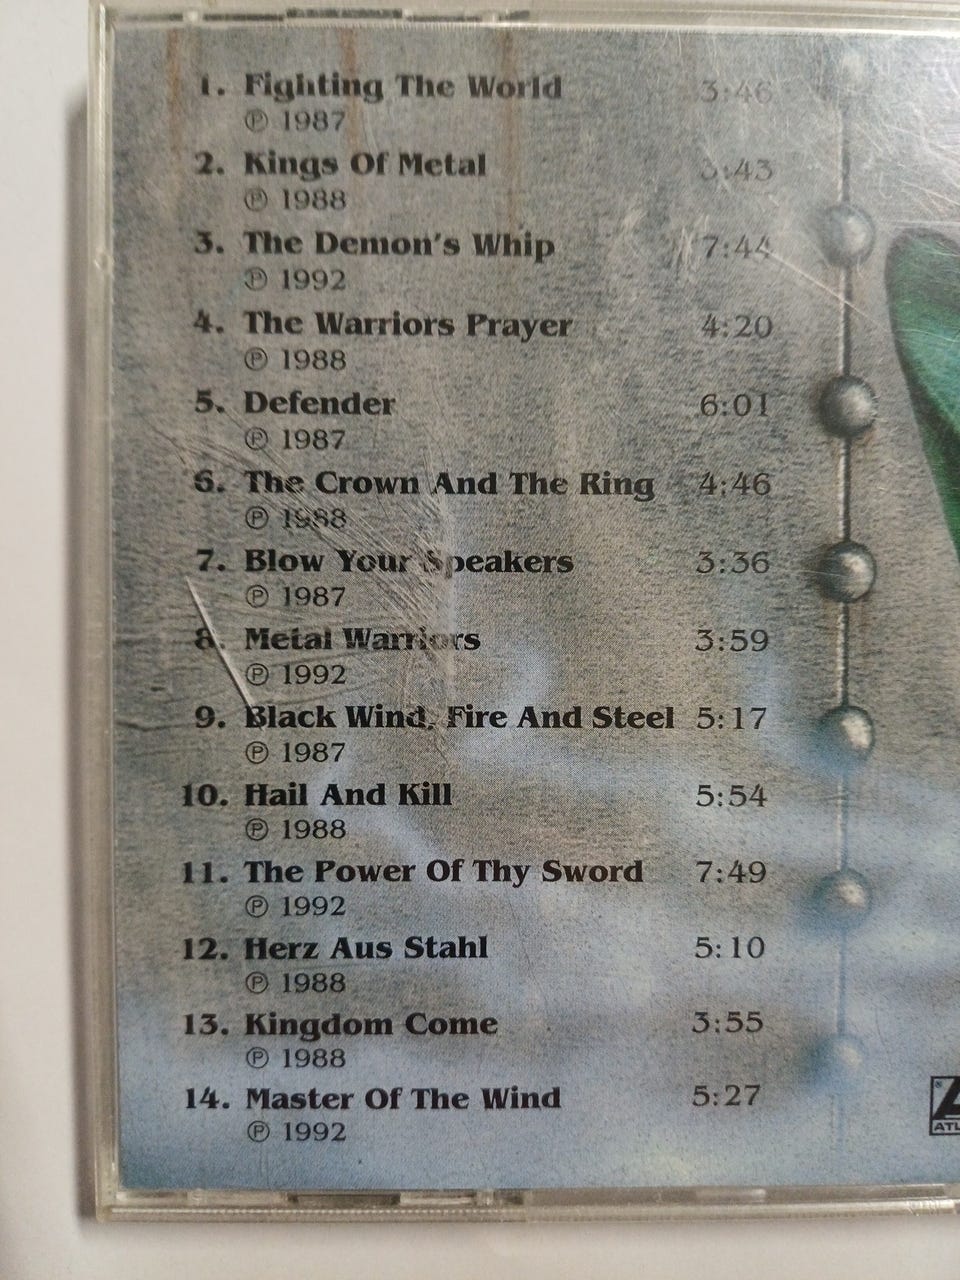 1. Fighting The World 3:46
℗ 1987
2. Kings Of Metal 3:43
℗ 1988
3. The Demon's Whip 7:44
℗ 1992
4. The Warriors Prayer 4:20
℗ 1988
5. Defender 6:01
℗ 1987
6. The Crown And The Ring 4:46
℗ 1988
7. Blow Your Speakers 3:36
℗ 1987
8. Metal Warriors 3:59
℗ 1992
9. Black Wind, Fire And Steel 5:17
℗ 1987
10. Hail And Kill 5:54
℗ 1988
11. The Power Of Thy Sword 7:49
℗ 1992
12. Herz Aus Stahl 5:10
℗ 1988
13. Kingdom Come 3:55
℗ 1988
14. Master Of The Wind 5:27
℗ 1992